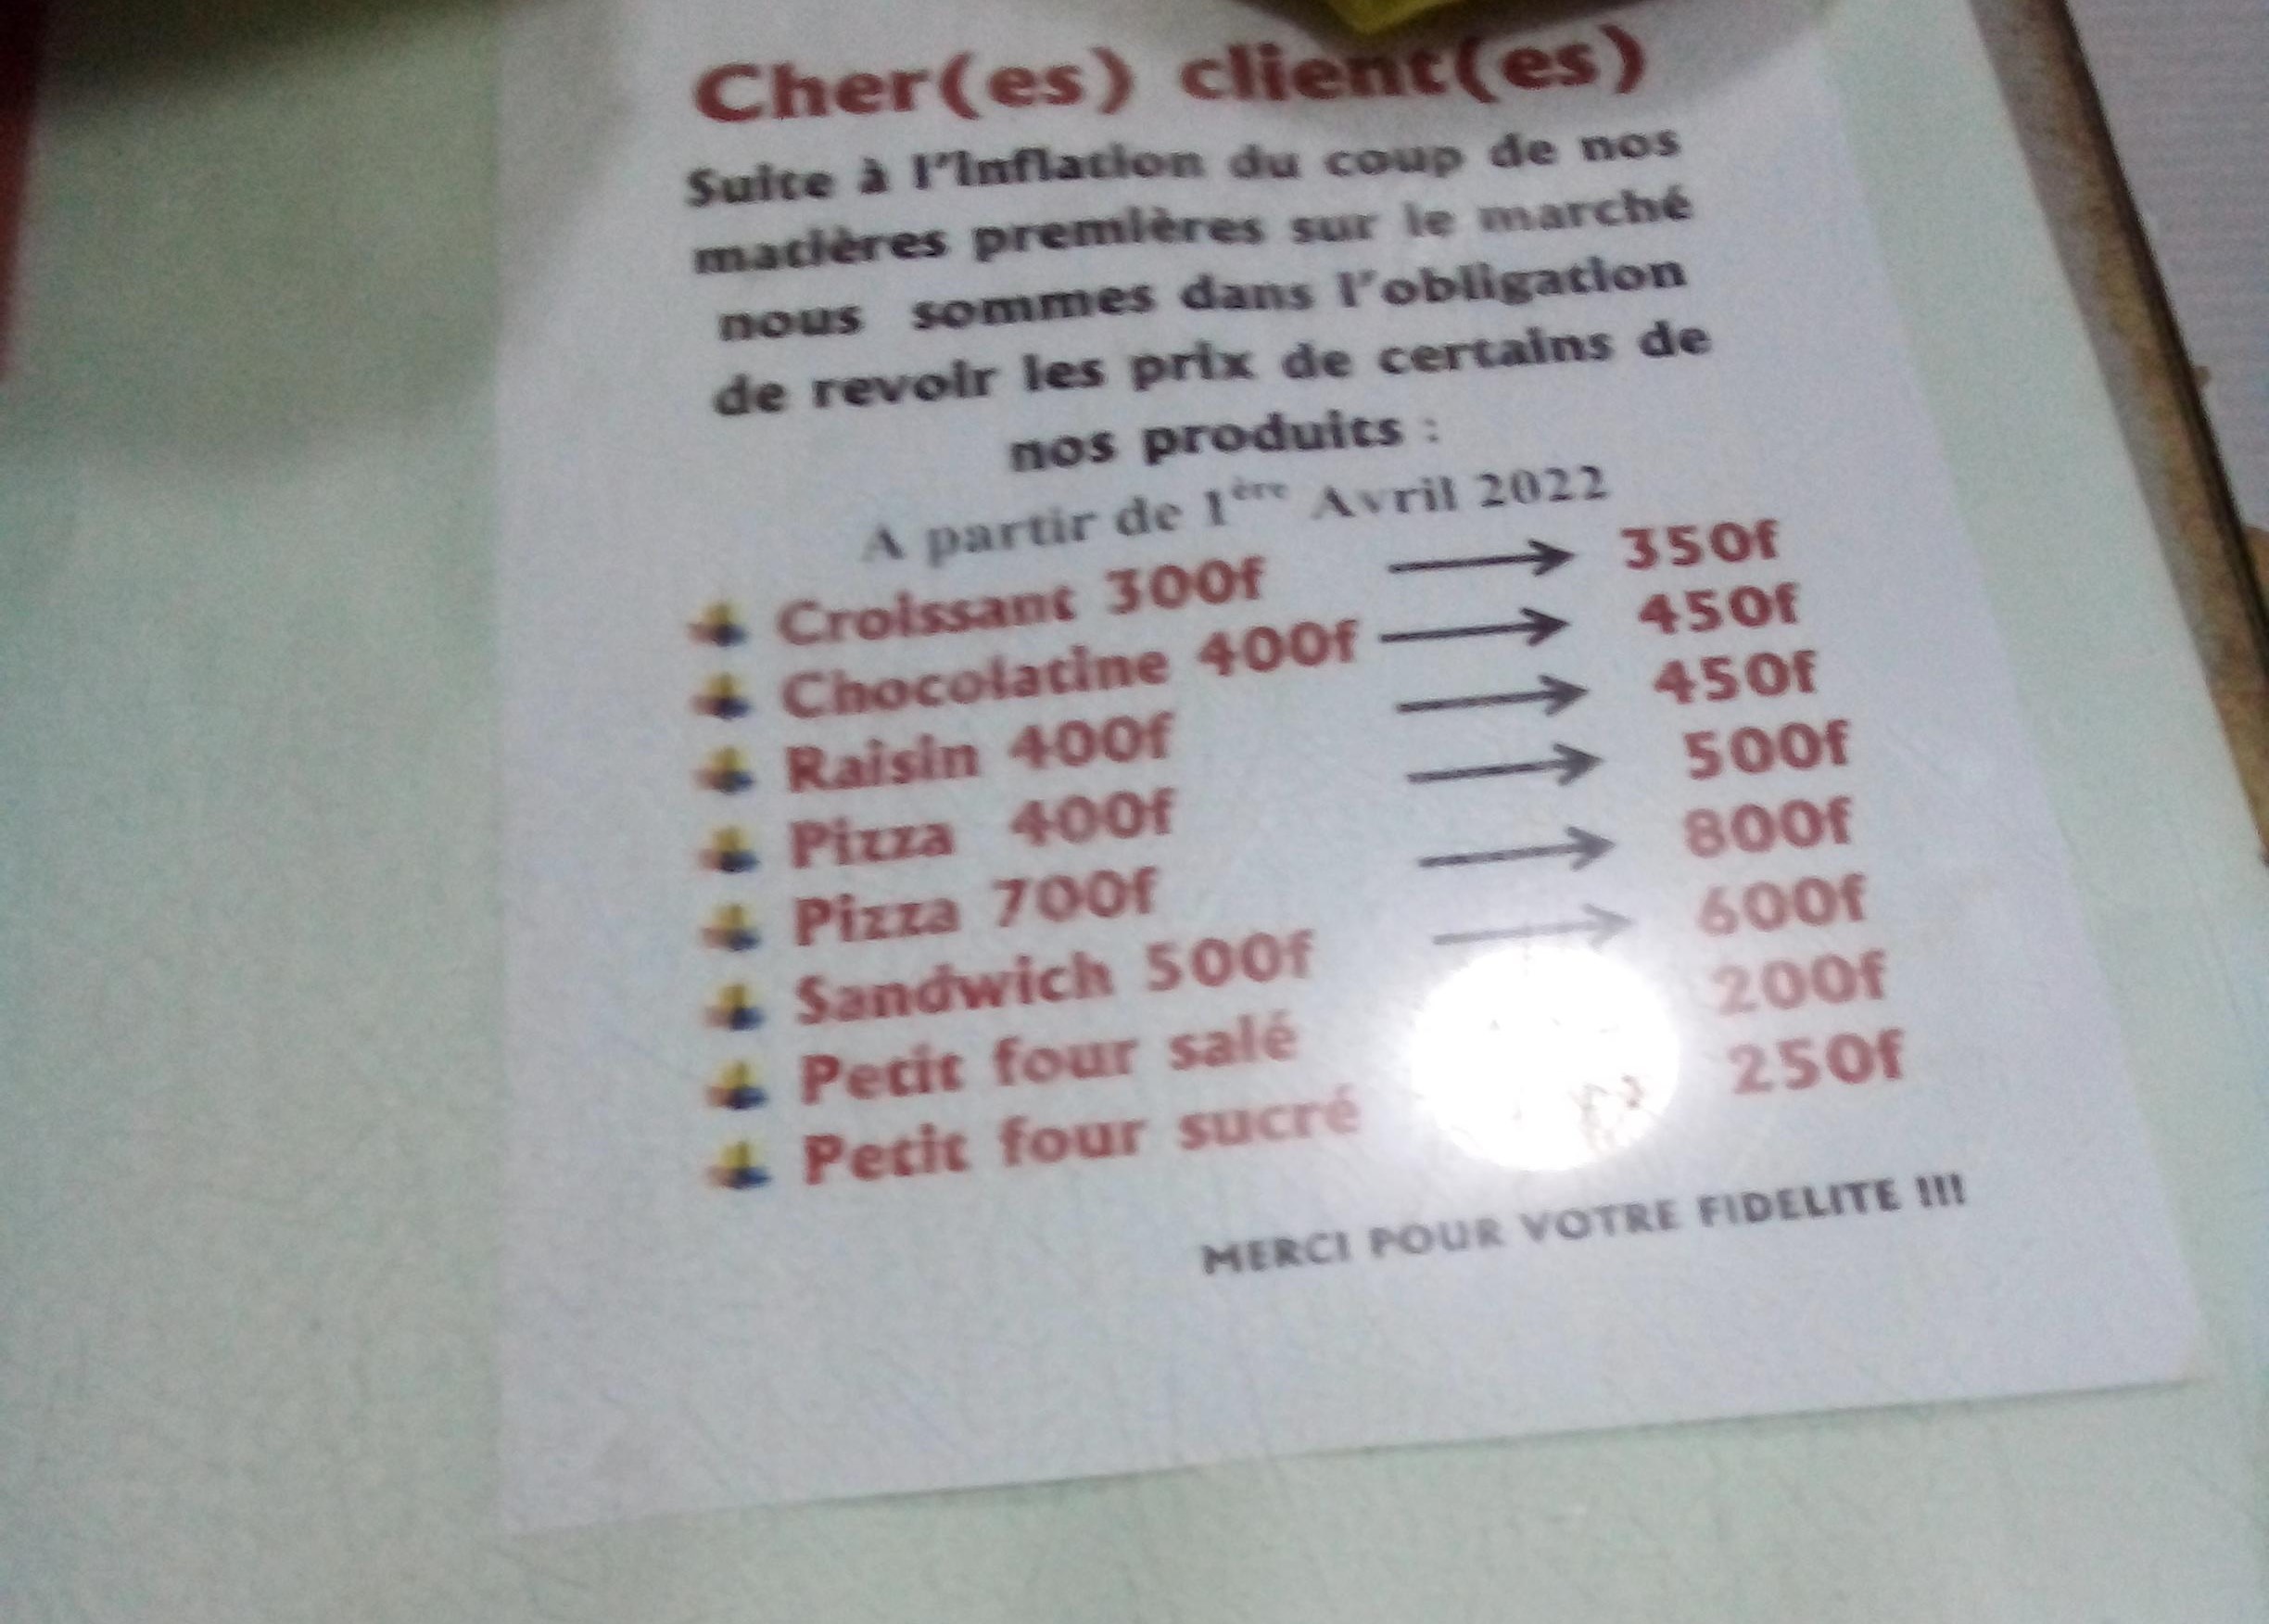 Cher(es) client(es)
Suite à l'Inflation du coup de nos
matières premières sur le marché
nous sommes dans l'obligation
de revoir les prix de certains de
nos produits :
A partir de 1ère Avril 2022
Croissant 300f → 350f
Chocolatine 400f → 450f
Raisin 400f → 450f
Pizza 400f → 500f
Pizza 700f → 800f
Sandwich 500f → 600f
Petit four salé 200f
Petit four sucré 250f
MERCI POUR VOTRE FIDELITE !!!